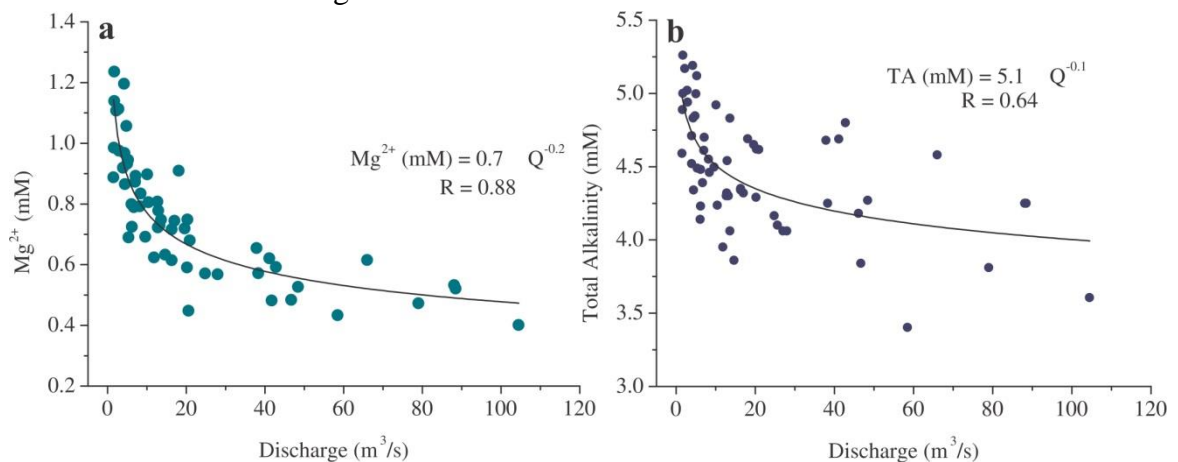 a
1.4
1.2
1.0
0.8
0.6
0.4
0.2
Mg²⁺ (mM)
Mg²⁺ (mM) = 0.7 Q⁻⁰·²
R = 0.88
0 20 40 60 80 100 120
Discharge (m³/s)
b
5.5
5.0
4.5
4.0
3.5
3.0
Total Alkalinity (mM)
TA (mM) = 5.1 Q⁻⁰·¹
R = 0.64
0 20 40 60 80 100 120
Discharge (m³/s)